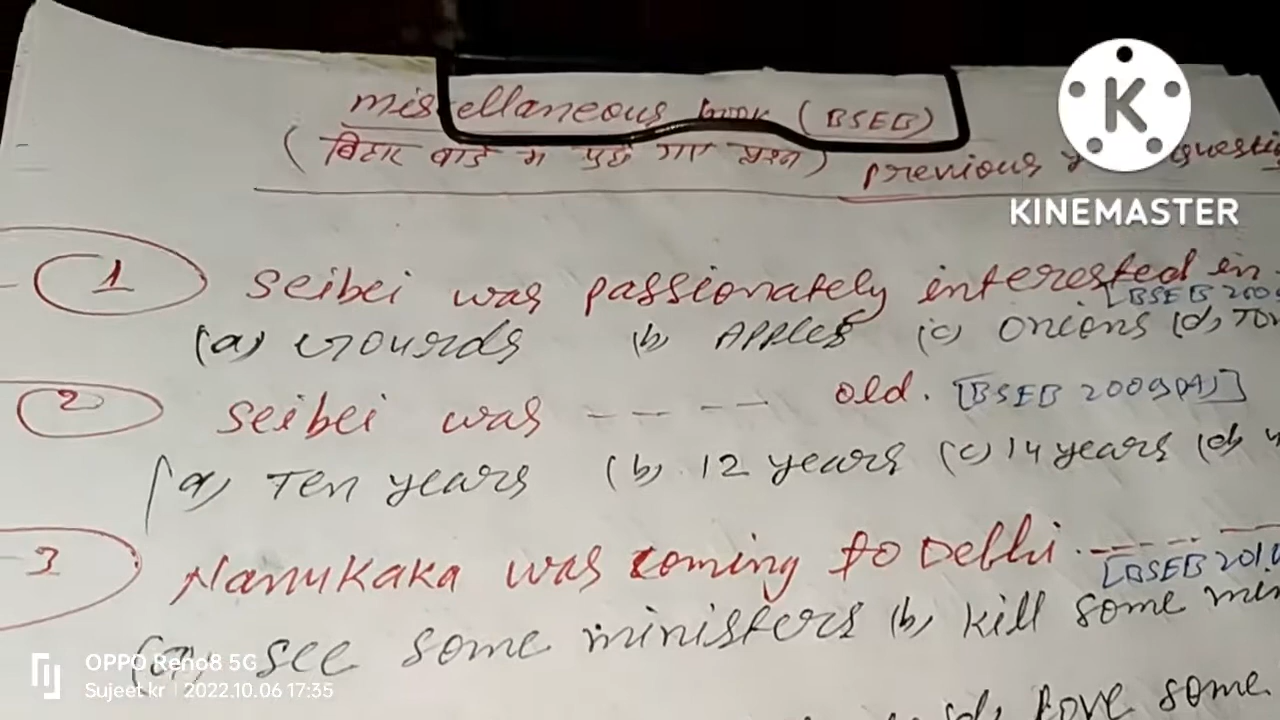 miscellaneous book (BSEB)
(बिहार बोर्ड में पुछे गए प्रश्न) previous
KINEMASTER
1 Seibei was passionately interested in
[BSEB 200
(a) Gourds (b) Apples (c) Onions (d)
2 Seibei was ---- old. [BSEB 2009(A)]
(a) Ten years (b) 12 years (c) 14 years (d)
3 Nanukaka was coming to Delhi ----
[BSEB 201
(a) see some ministers (b) kill some
love some
OPPO Reno8 5G
Sujeet kr | 2022.10.06 17:35